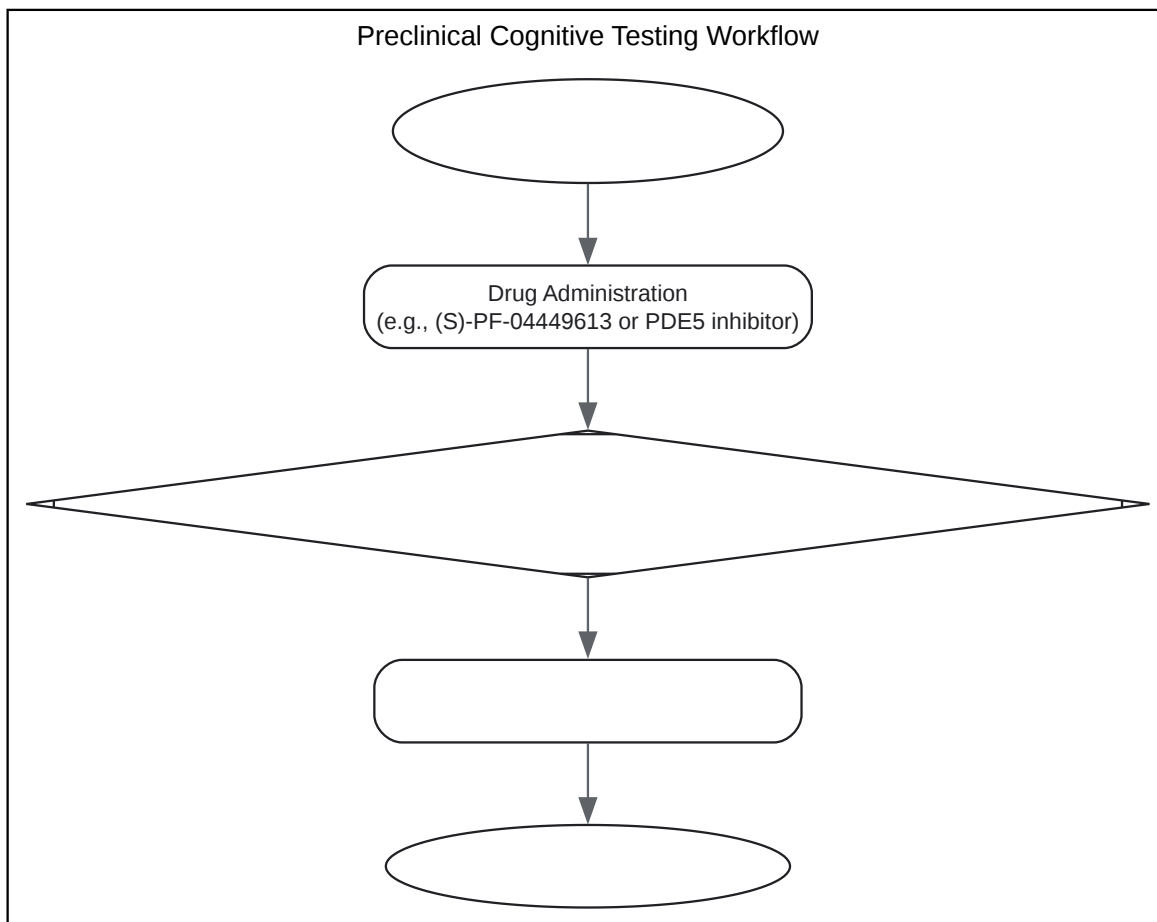 Preclinical Cognitive Testing Workflow
Drug Administration
(e.g., (S)-PF-04449613 or PDE5 inhibitor)